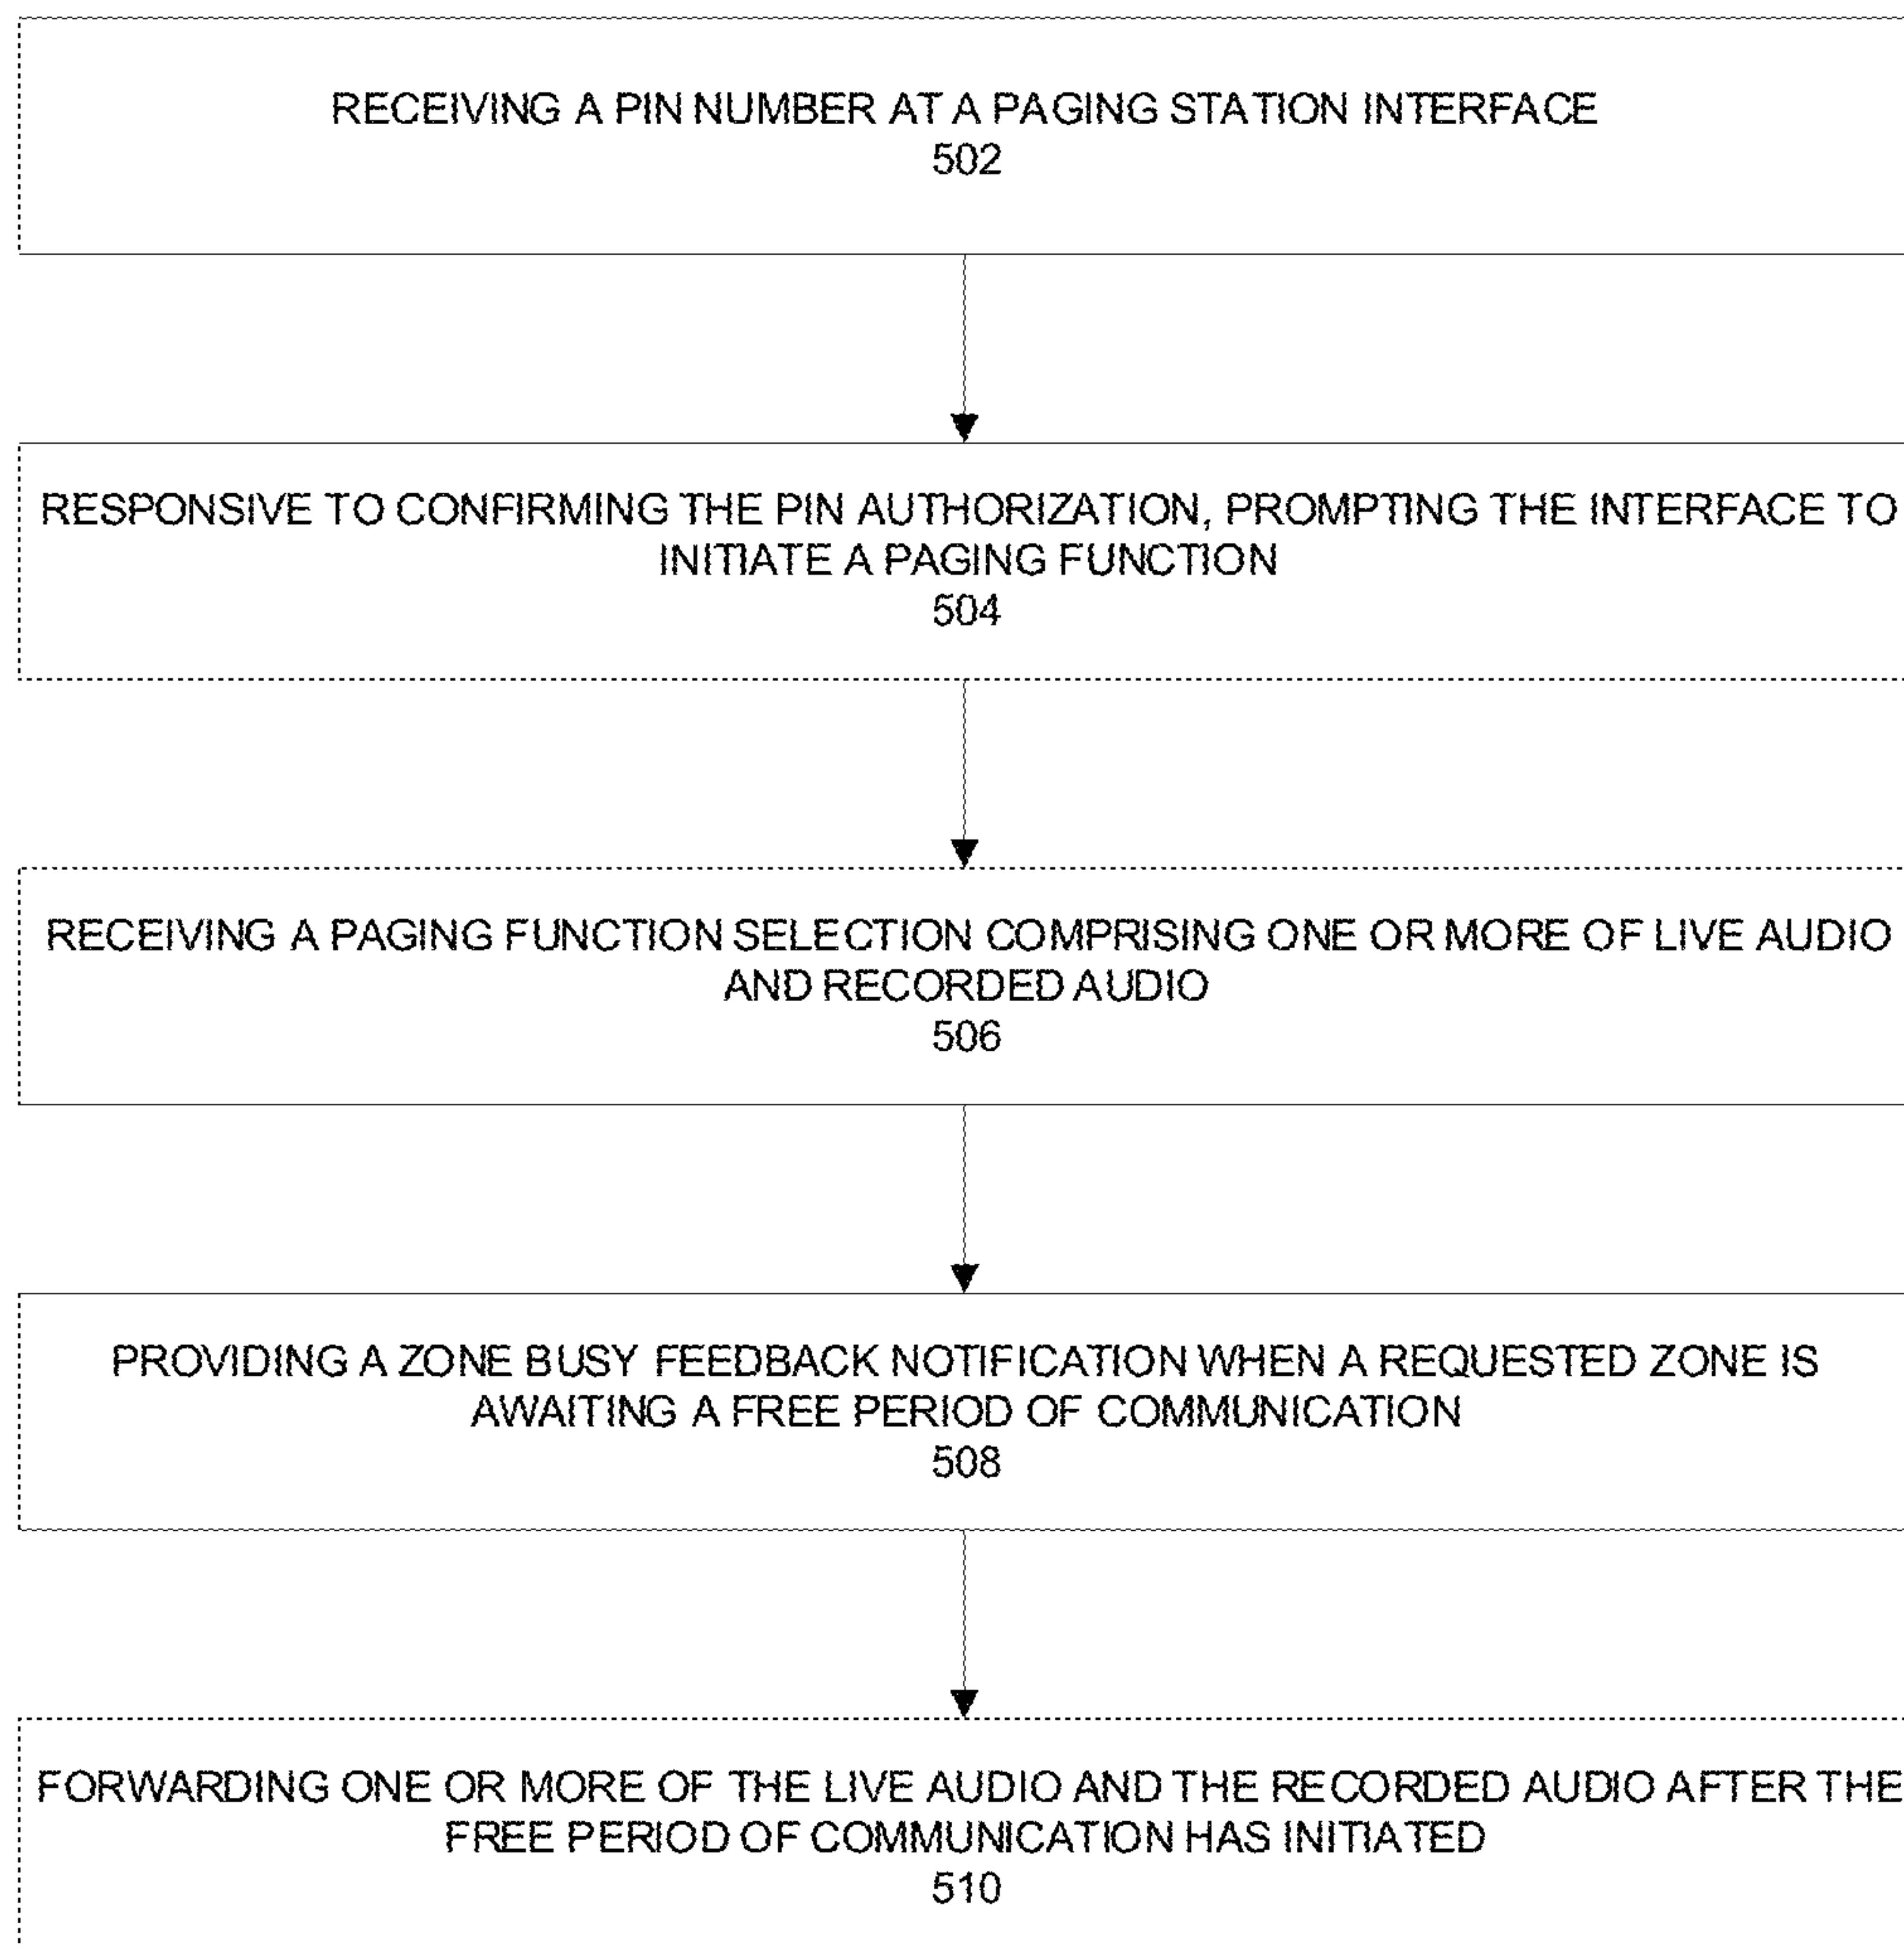 RECEIVING A PIN NUMBER AT A PAGING STATION INTERFACE
502
RESPONSIVE TO CONFIRMING THE PIN AUTHORIZATION, PROMPTING THE INTERFACE TO
INITIATE A PAGING FUNCTION
504
RECEIVING A PAGING FUNCTION SELECTION COMPRISING ONE OR MORE OF LIVE AUDIO
AND RECORDED AUDIO
506
PROVIDING A ZONE BUSY FEEDBACK NOTIFICATION WHEN A REQUESTED ZONE IS
AWAITING A FREE PERIOD OF COMMUNICATION
508
FORWARDING ONE OR MORE OF THE LIVE AUDIO AND THE RECORDED AUDIO AFTER THE
FREE PERIOD OF COMMUNICATION HAS INITIATED
510